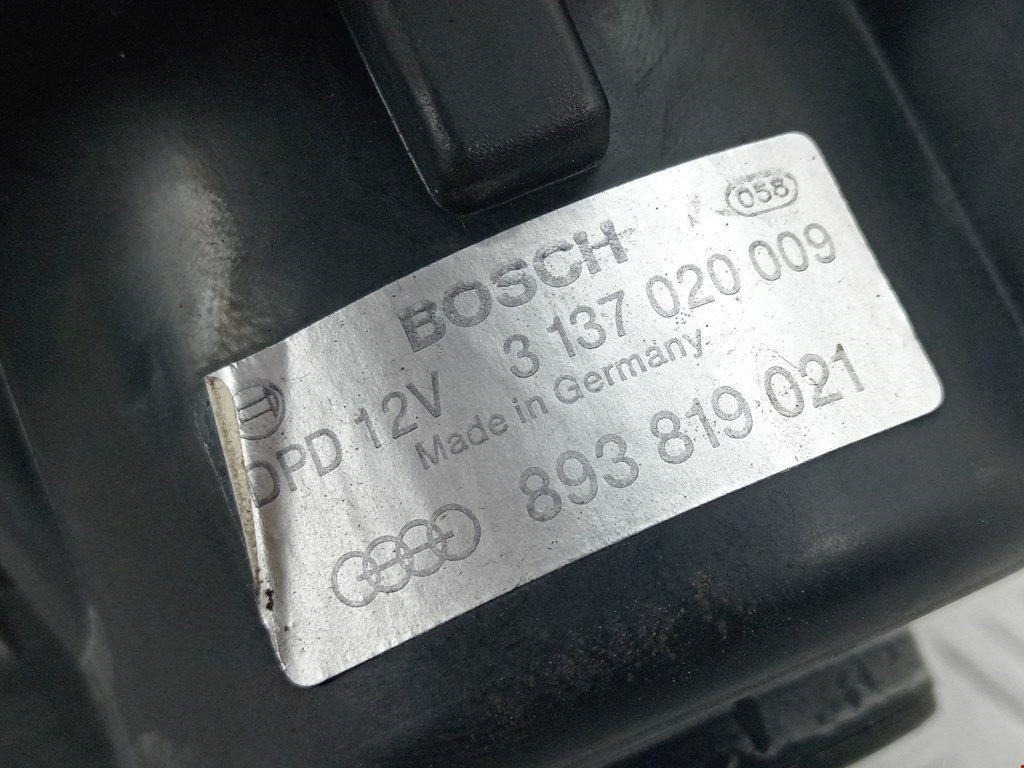 058
BOSCH
DPD 12V 3 137 020 009
Made in Germany
893 819 021